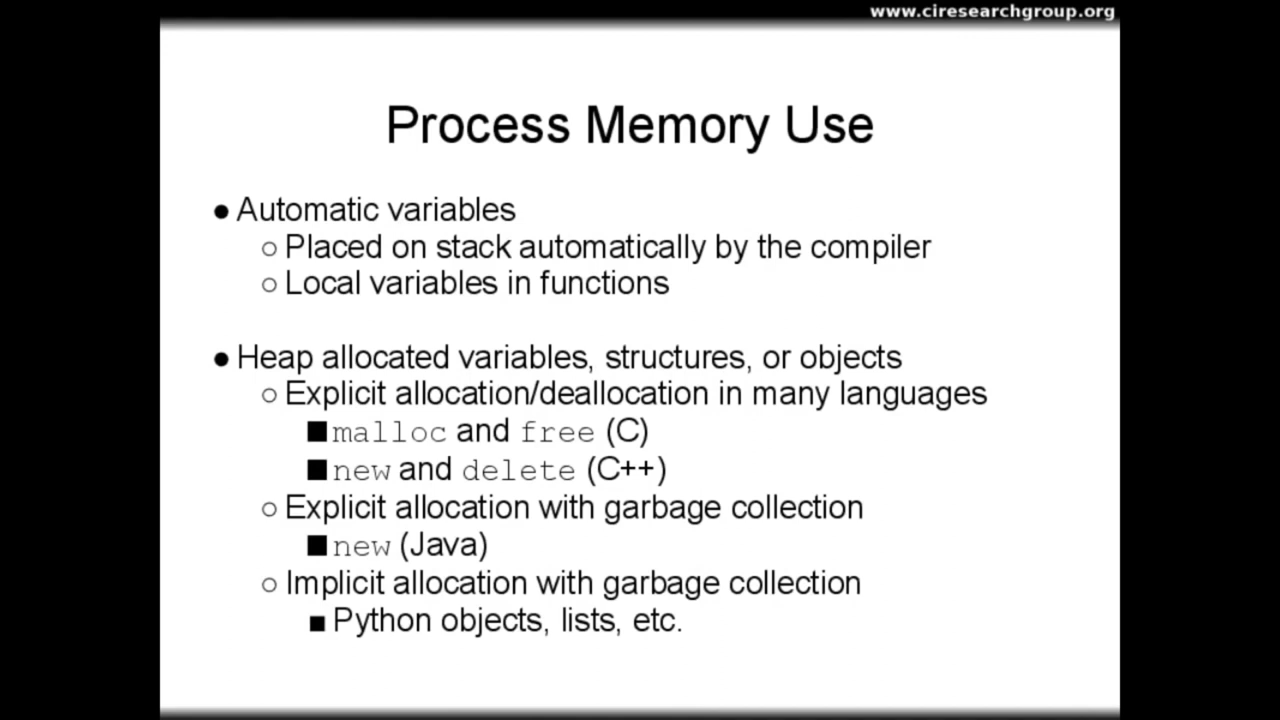 www.ciresearchgroup.org
Process Memory Use
● Automatic variables
○ Placed on stack automatically by the compiler
○ Local variables in functions
● Heap allocated variables, structures, or objects
○ Explicit allocation/deallocation in many languages
■ malloc and free (C)
■ new and delete (C++)
○ Explicit allocation with garbage collection
■ new (Java)
○ Implicit allocation with garbage collection
■ Python objects, lists, etc.